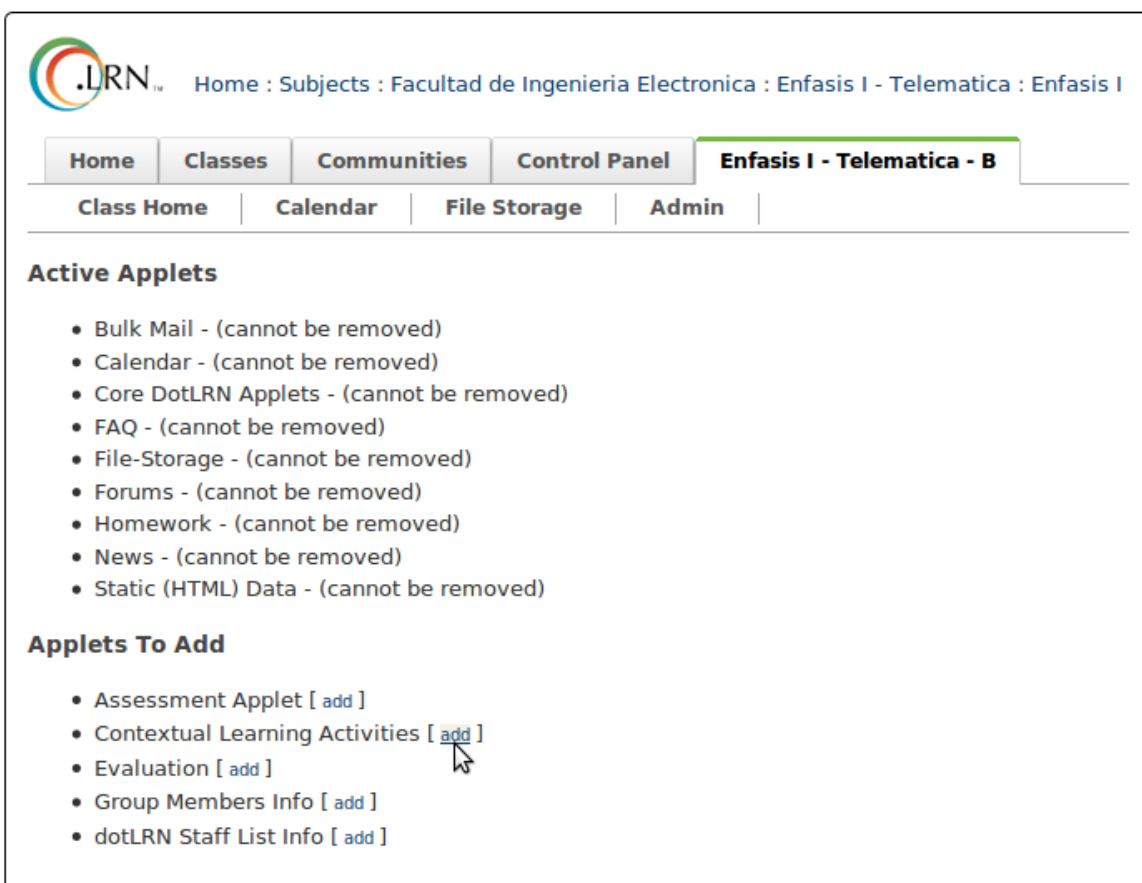 .LRN™
Home : Subjects : Facultad de Ingenieria Electronica : Enfasis I - Telematica : Enfasis I
Home Classes Communities Control Panel Enfasis I - Telematica - B
Class Home Calendar File Storage Admin
Active Applets
• Bulk Mail - (cannot be removed)
• Calendar - (cannot be removed)
• Core DotLRN Applets - (cannot be removed)
• FAQ - (cannot be removed)
• File-Storage - (cannot be removed)
• Forums - (cannot be removed)
• Homework - (cannot be removed)
• News - (cannot be removed)
• Static (HTML) Data - (cannot be removed)
Applets To Add
• Assessment Applet [ add ]
• Contextual Learning Activities [ add ]
• Evaluation [ add ]
• Group Members Info [ add ]
• dotLRN Staff List Info [ add ]